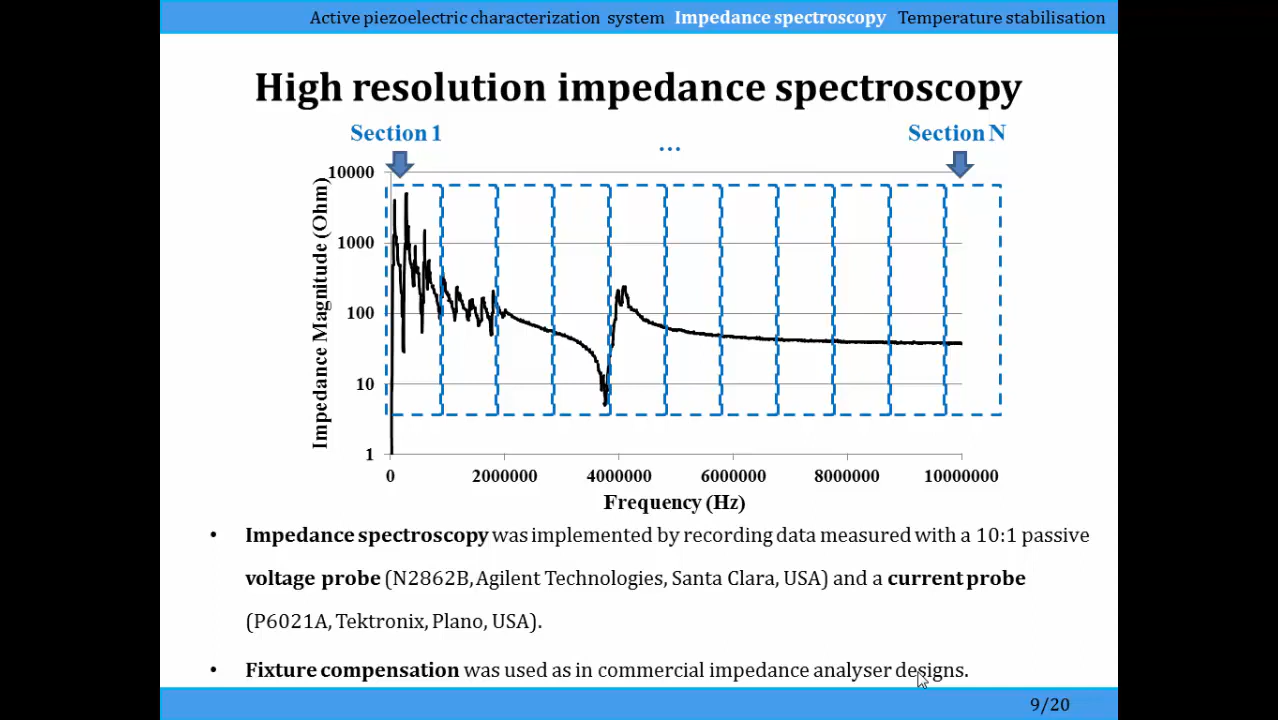 Active piezoelectric characterization system Impedance spectroscopy Temperature stabilisation
High resolution impedance spectroscopy
Section 1 ... Section N
10000
1000
100
10
1
Impedance Magnitude (Ohm)
0 2000000 4000000 6000000 8000000 10000000
Frequency (Hz)
• Impedance spectroscopy was implemented by recording data measured with a 10:1 passive
voltage probe (N2862B, Agilent Technologies, Santa Clara, USA) and a current probe
(P6021A, Tektronix, Plano, USA).
• Fixture compensation was used as in commercial impedance analyser designs.
9/20